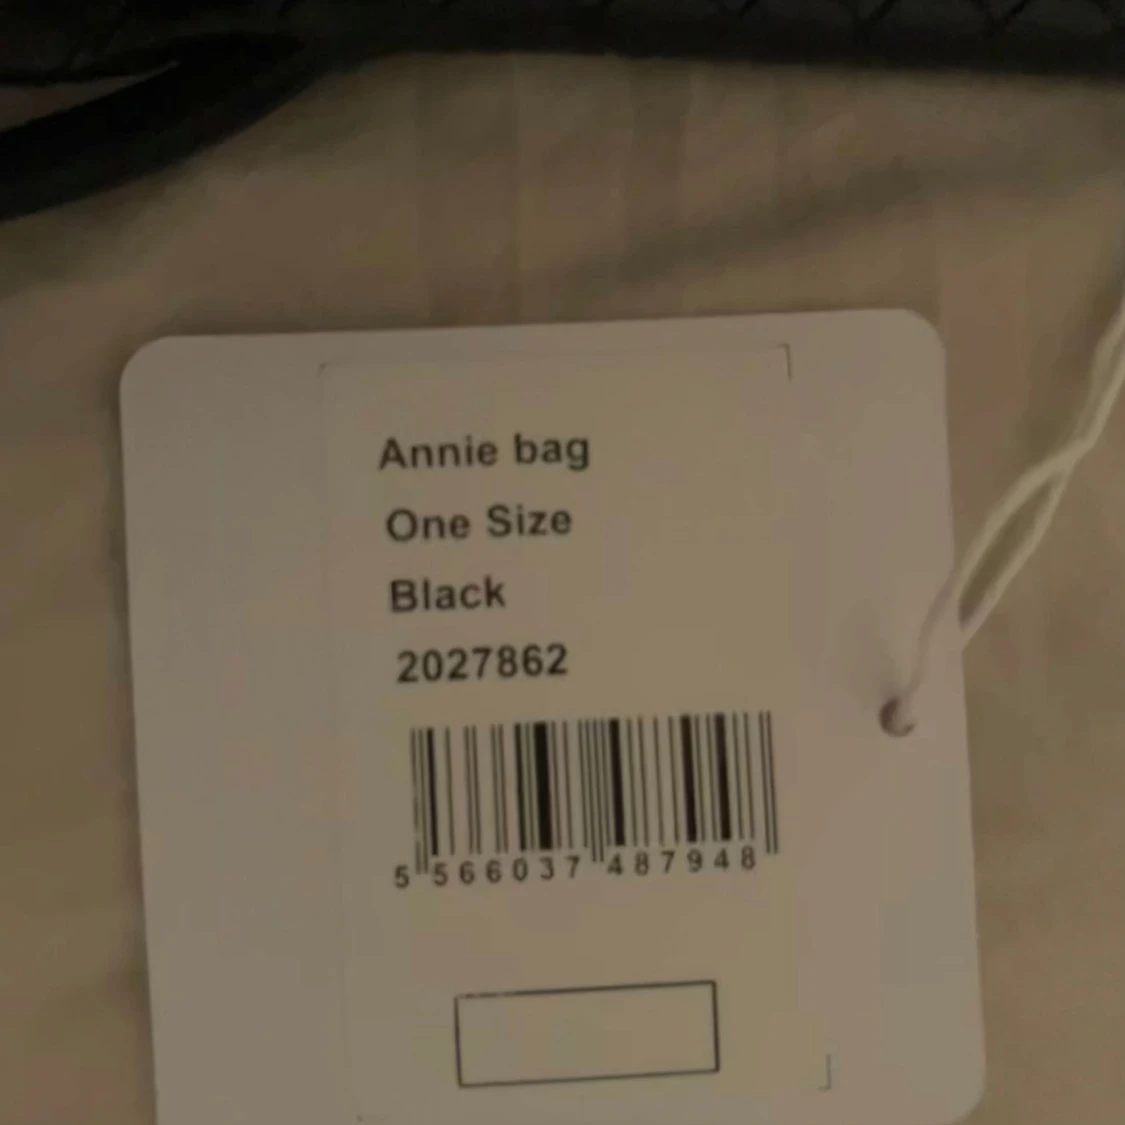 Annie bag
One Size
Black
2027862
5 566037 487948